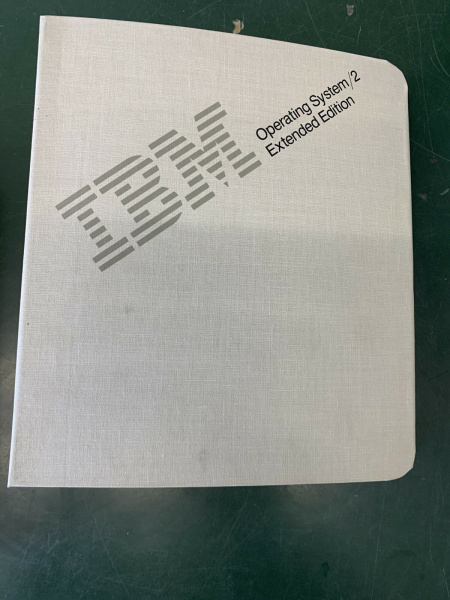 IBM
Operating System/2
Extended Edition